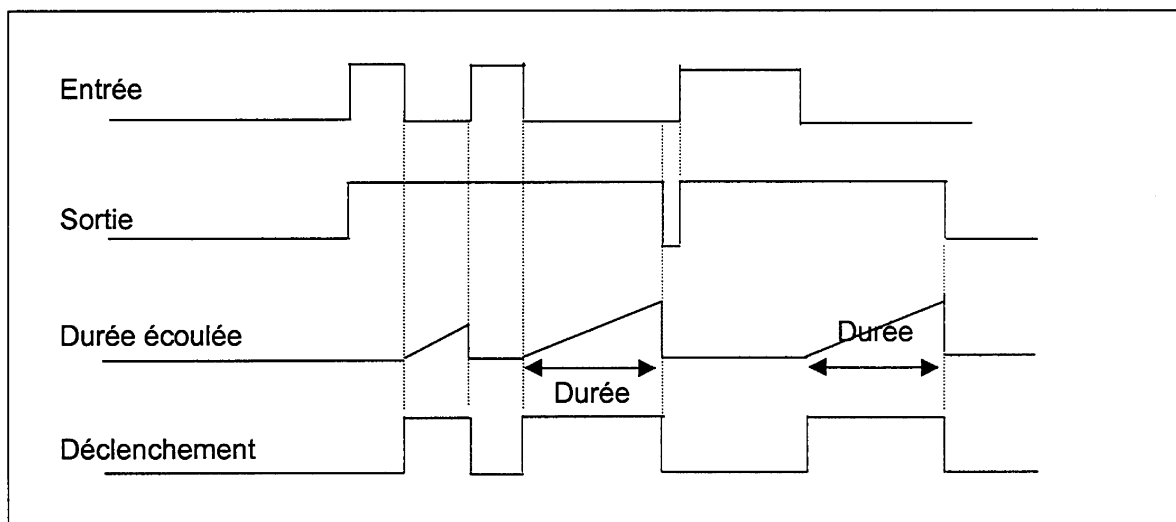 Entrée
Sortie
Durée écoulée
Durée
Durée
Déclenchement